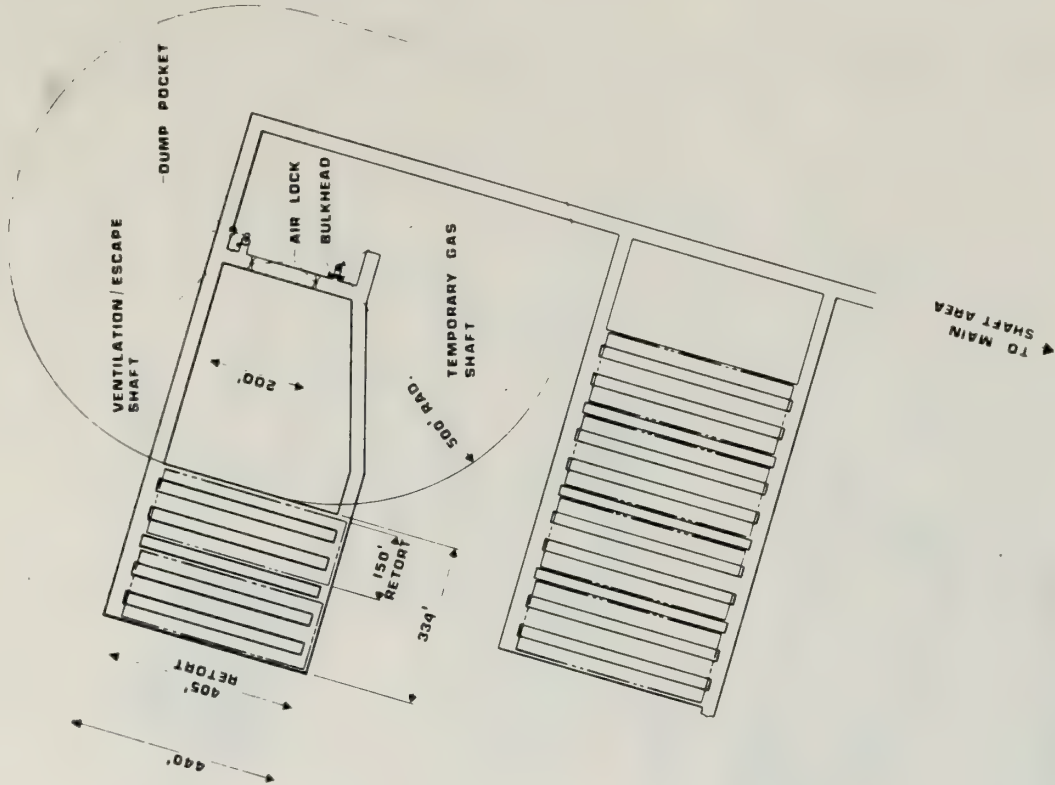 DUMP POCKET
VENTILATION/ESCAPE
SHAFT
AIR LOCK
BULKHEAD
TEMPORARY GAS
SHAFT
200'
500' RAD.
150'
RETORT
334'
405'
RETORT
440'
TO MAIN
SHAFT AREA